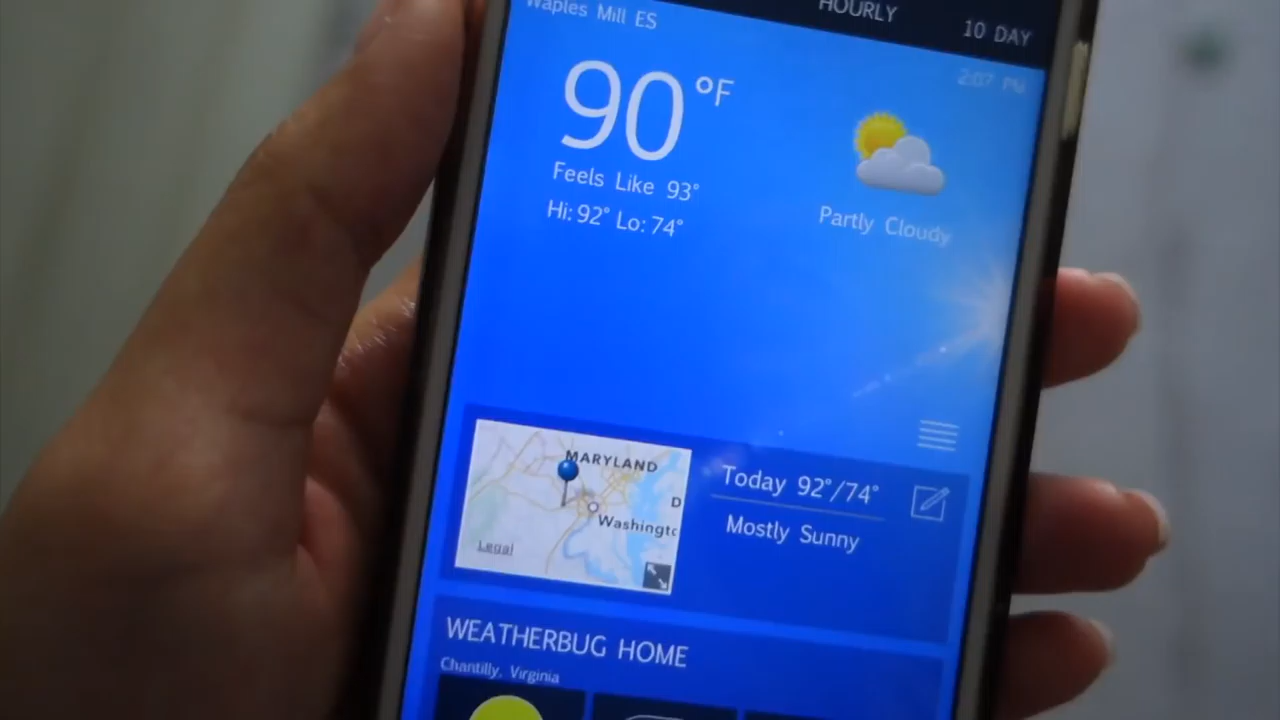 HOURLY
10 DAY
Waples Mill ES
2:07 PM
90 °F
Feels Like 93°
Hi: 92° Lo: 74°
Partly Cloudy
MARYLAND
D
Washingtc
Legal
Today 92°/74°
Mostly Sunny
WEATHERBUG HOME
Chantilly, Virginia